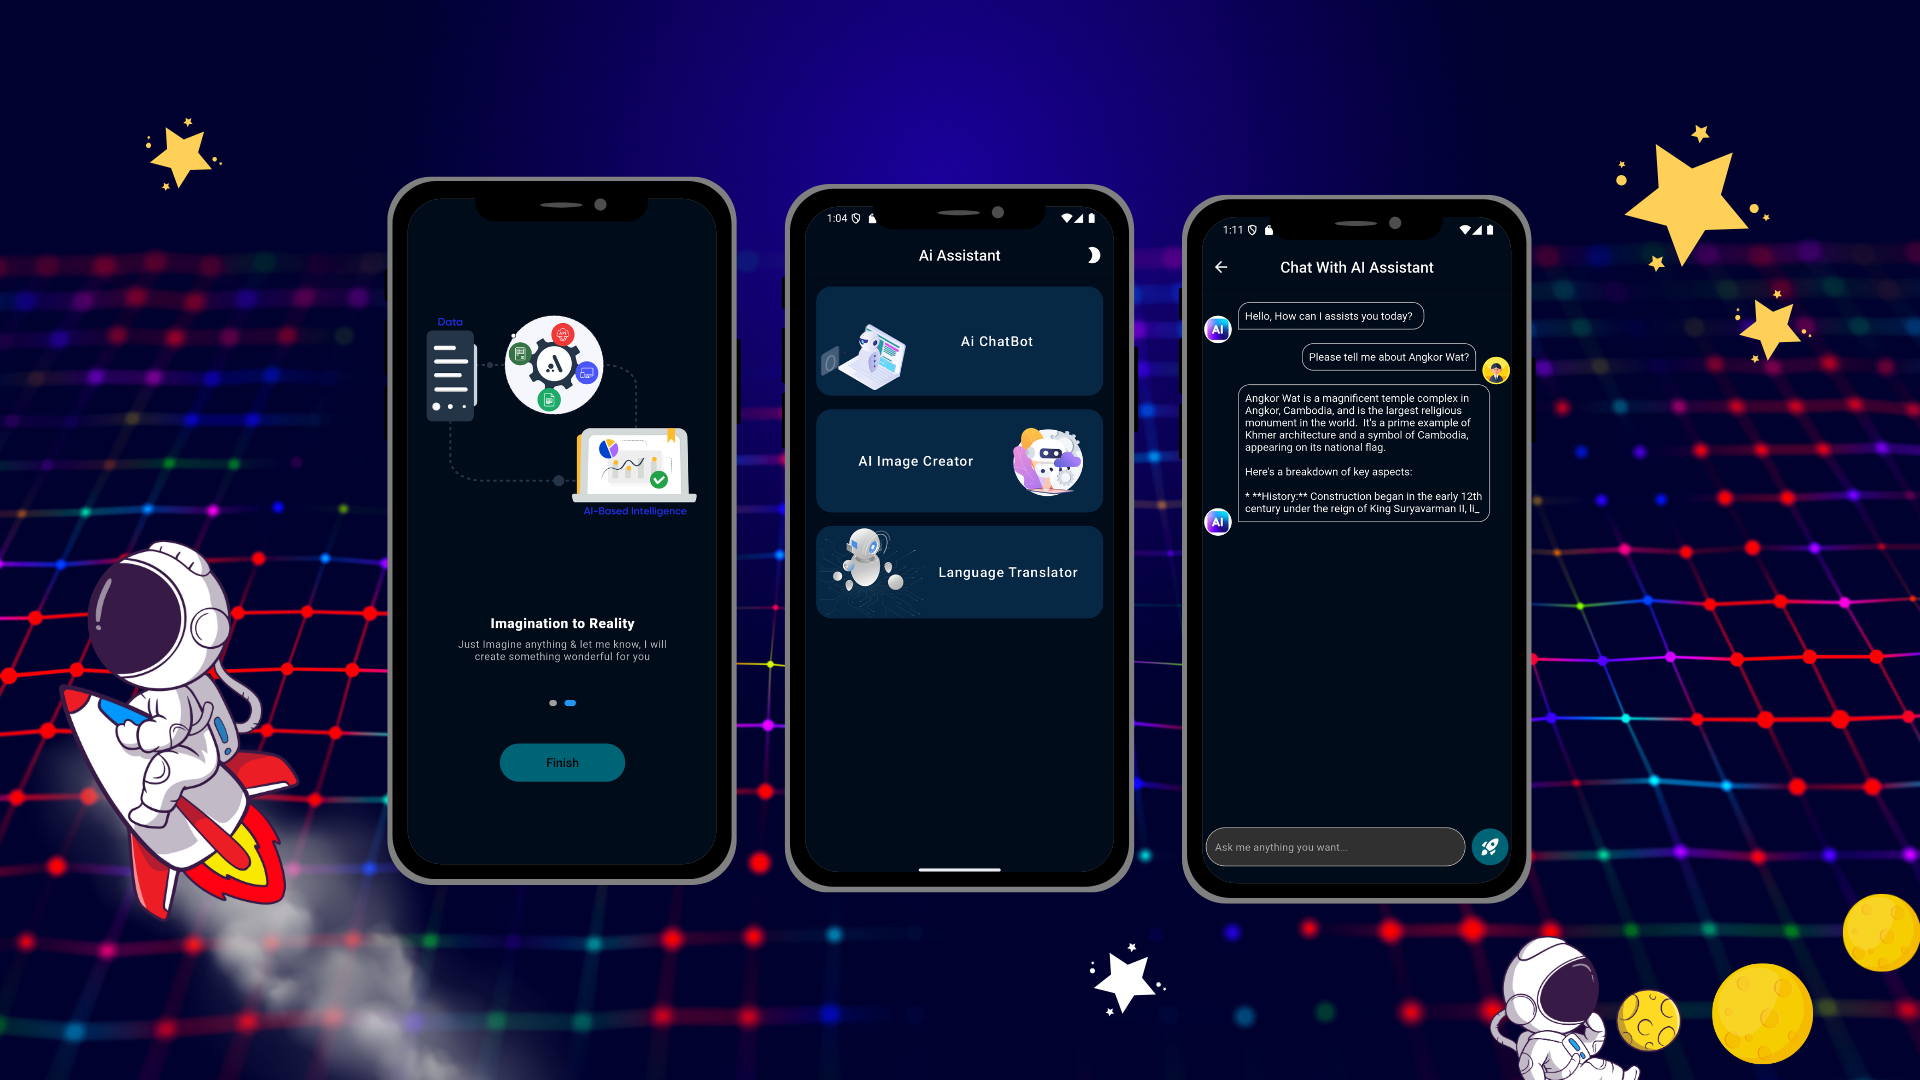 Data
AI-Based Intelligence
Imagination to Reality
Just Imagine anything & let me know, I will
create something wonderful for you
Finish
1:04
Ai Assistant
Ai ChatBot
AI Image Creator
Language Translator
1:11
Chat With AI Assistant
Hello, How can I assists you today?
AI
Please tell me about Angkor Wat?
Angkor Wat is a magnificent temple complex in
Angkor, Cambodia, and is the largest religious
monument in the world.  It's a prime example of
Khmer architecture and a symbol of Cambodia,
appearing on its national flag.
Here's a breakdown of key aspects:
* **History:** Construction began in the early 12th
century under the reign of King Suryavarman II, li_
AI
Ask me anything you want...